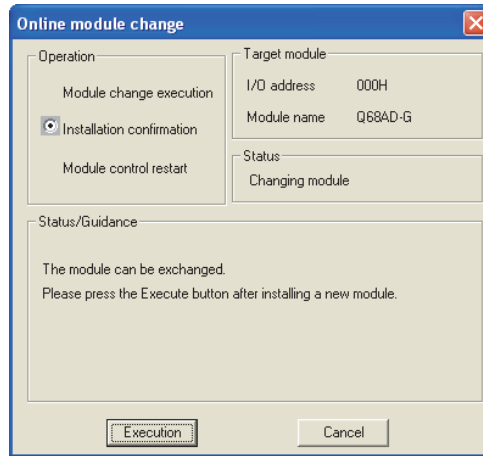 Online module change
Operation
Module change execution
Installation confirmation
Module control restart
Target module
I/O address 000H
Module name Q68AD-G
Status
Changing module
Status/Guidance
The module can be exchanged.
Please press the Execute button after installing a new module.
Execution
Cancel